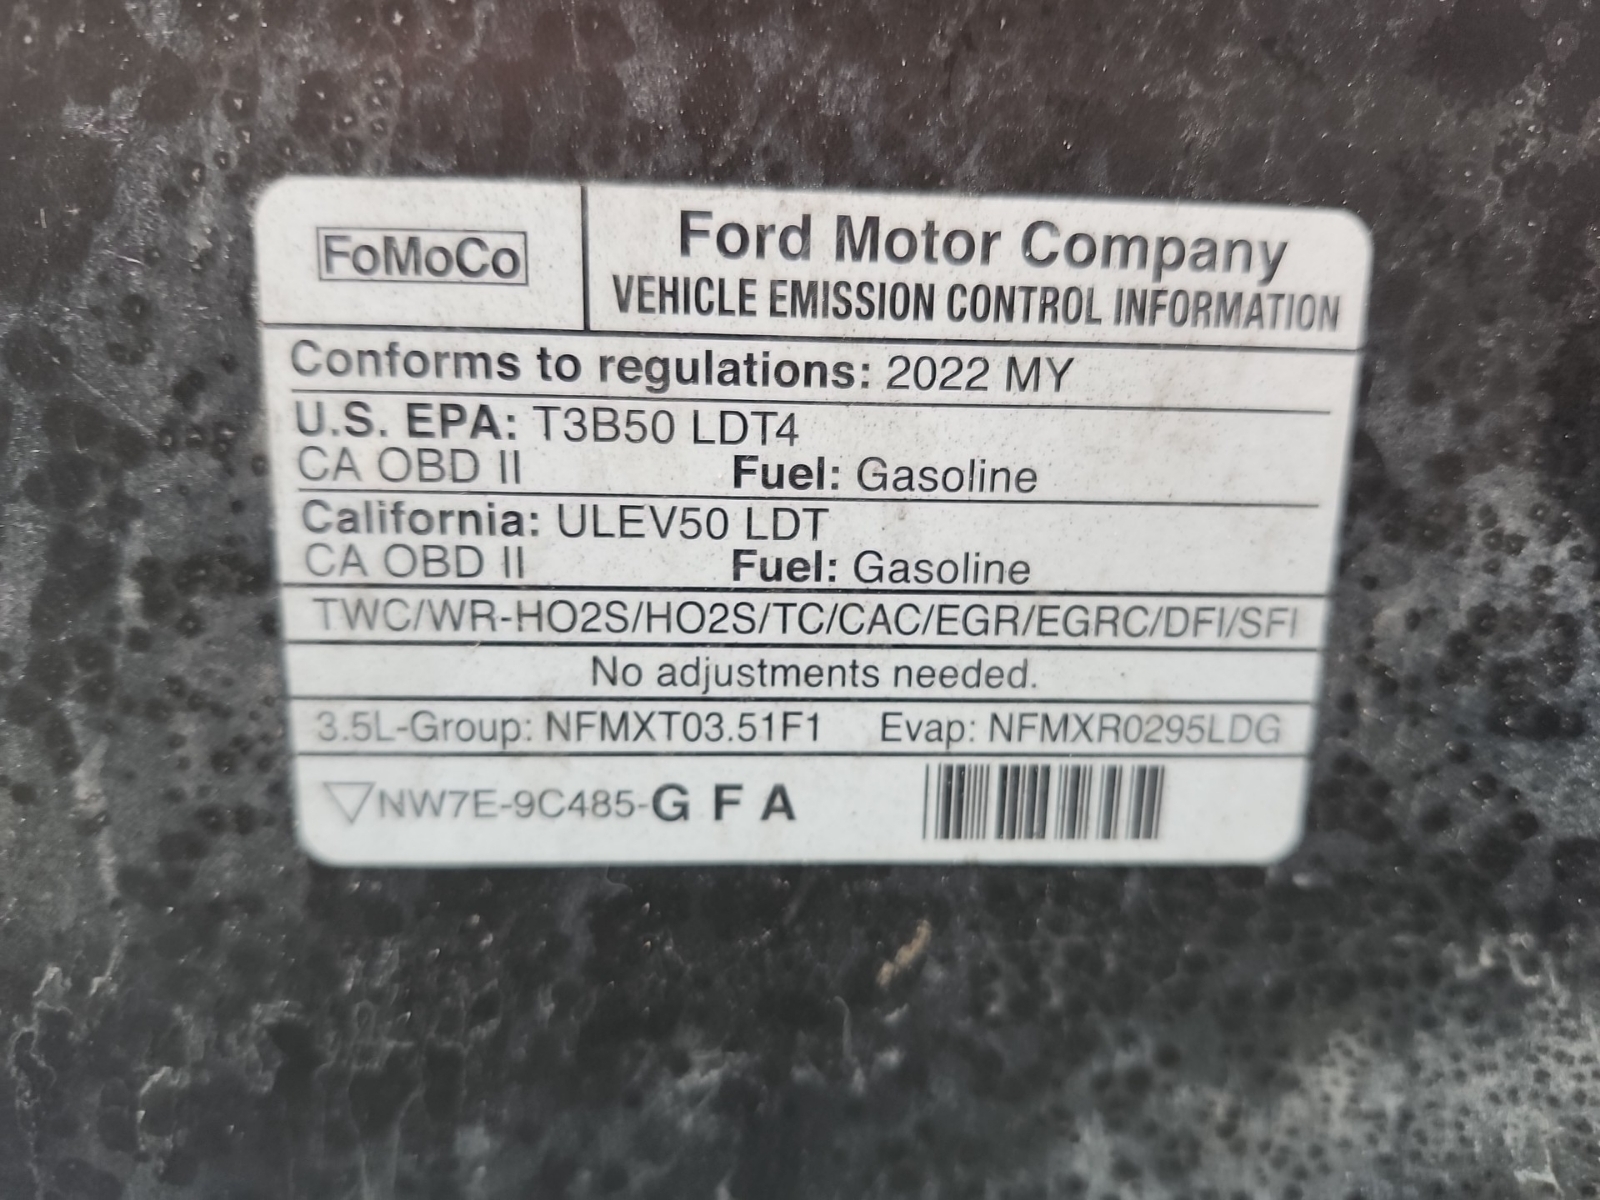 FoMoCo
Ford Motor Company
VEHICLE EMISSION CONTROL INFORMATION
Conforms to regulations: 2022 MY
U.S. EPA: T3B50 LDT4
CA OBD II Fuel: Gasoline
California: ULEV50 LDT
CA OBD II Fuel: Gasoline
TWC/WR-HO2S/HO2S/TC/CAC/EGR/EGRC/DFI/SFI
No adjustments needed.
3.5L-Group: NFMXT03.51F1 Evap: NFMXR0295LDG
NW7E-9C485-G F A